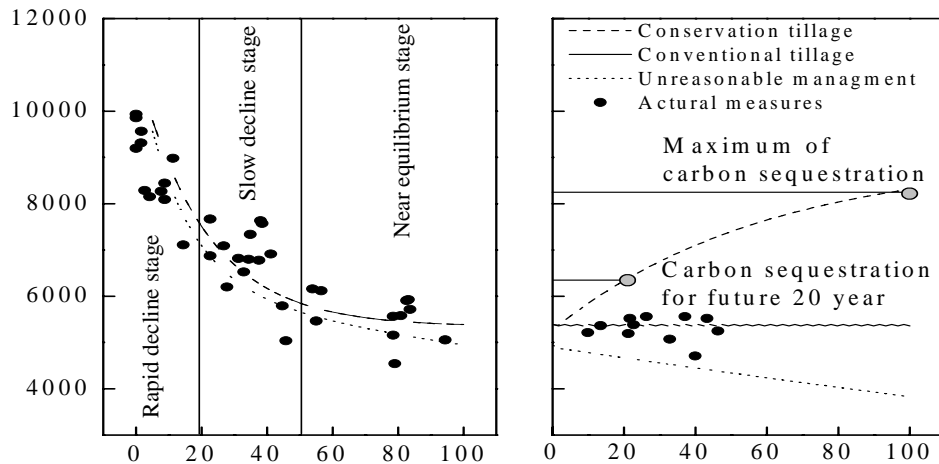 12000
10000
8000
6000
4000
0 20 40 60 80 100
Rapid decline stage
Slow decline stage
Near equilibrium stage
Conservation tillage
Conventional tillage
Unreasonable managment
Actural measures
Maximum of
carbon sequestration
Carbon sequestration
for future 20 year
0 20 40 60 80 100